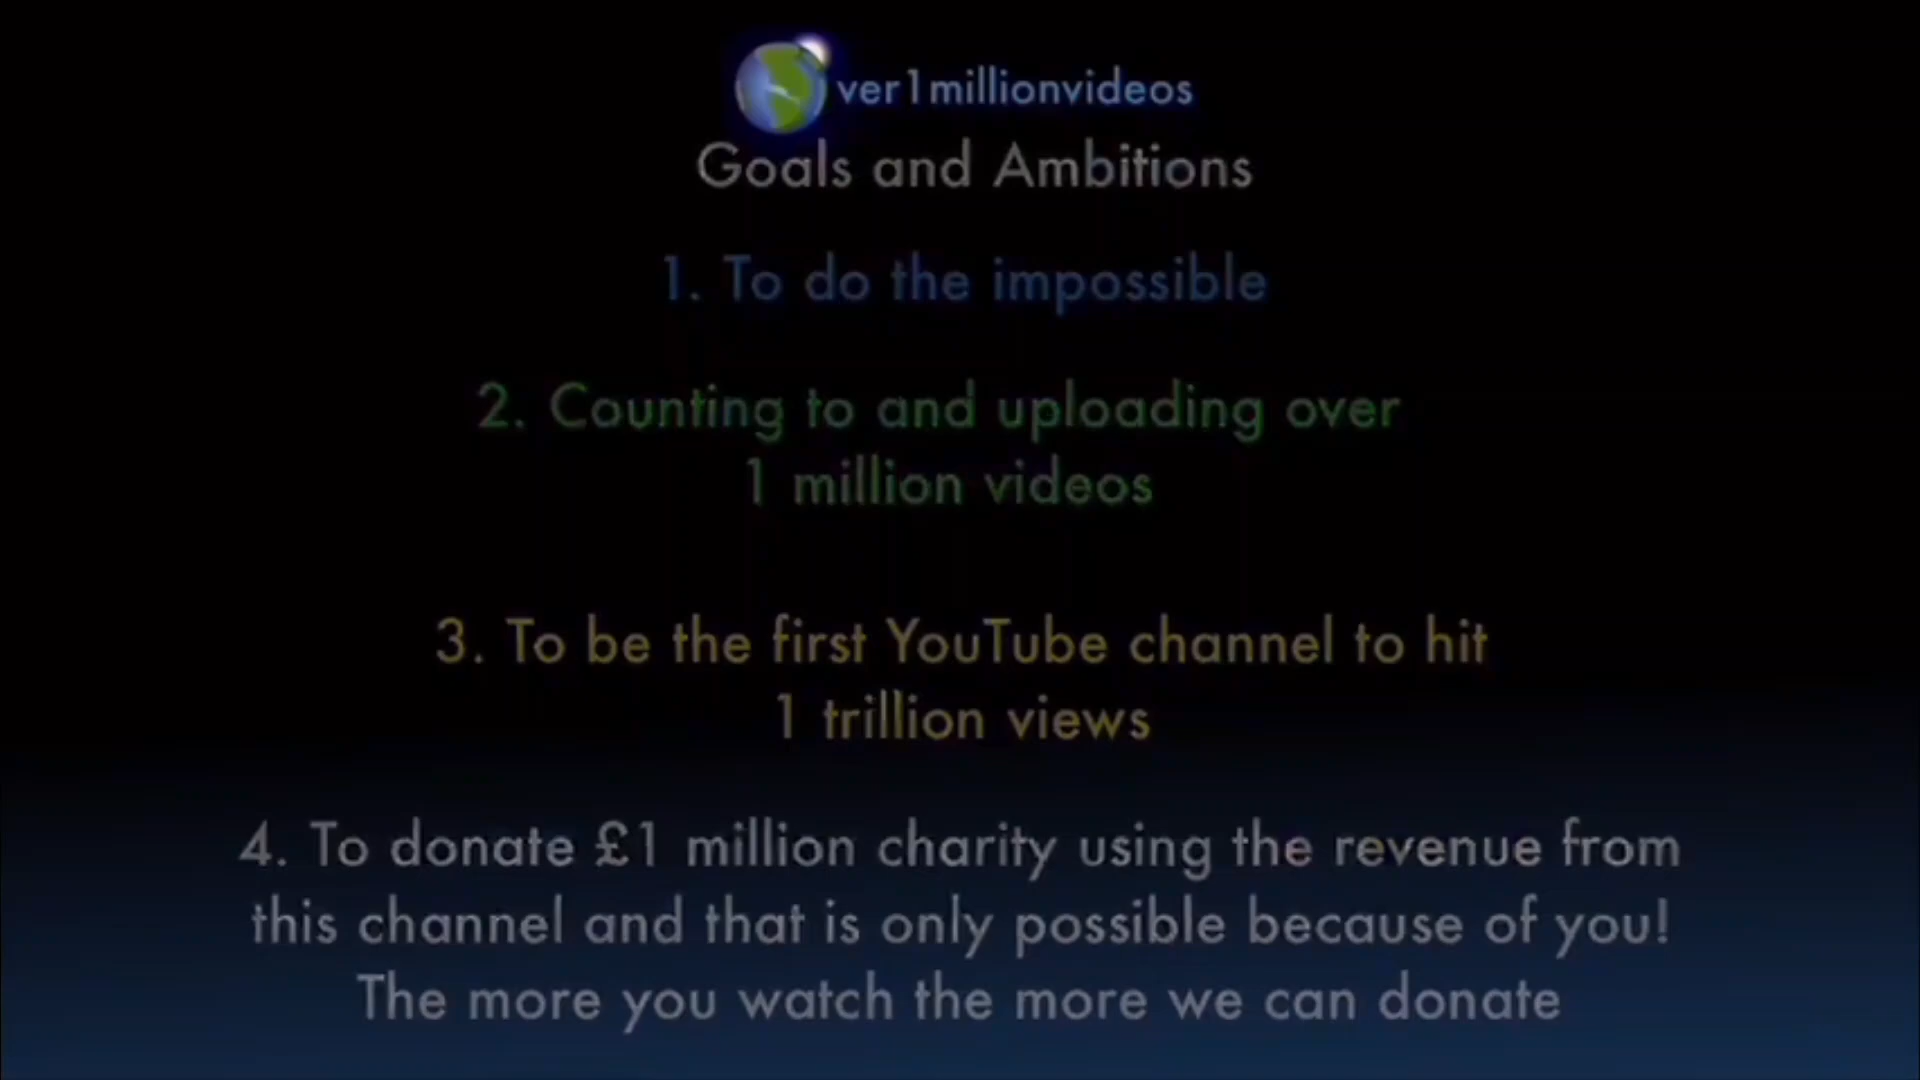 ver1millionvideos
Goals and Ambitions
1. To do the impossible
2. Counting to and uploading over
1 million videos
3. To be the first YouTube channel to hit
1 trillion views
4. To donate £1 million charity using the revenue from
this channel and that is only possible because of you!
The more you watch the more we can donate